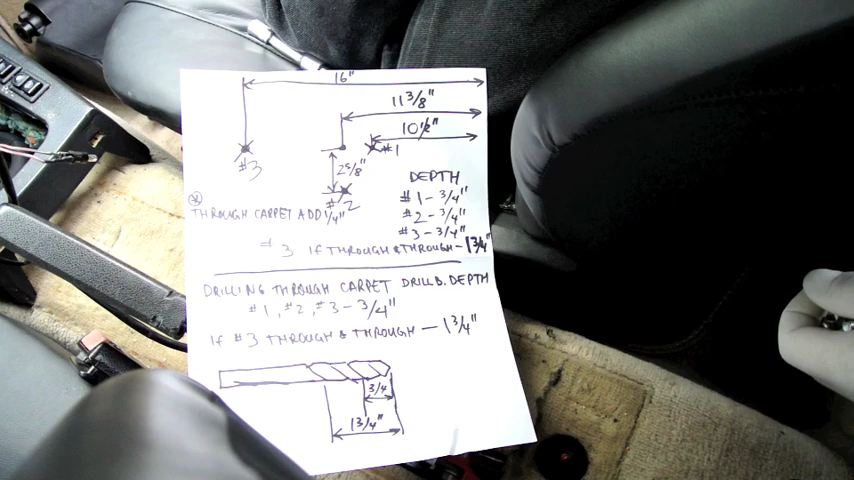 16"
11 3/8"
10 1/2"
#3
#1
2 5/8"
#2
DEPTH
#1 - 3/4"
#2 - 3/4"
#3 - 3/4"
THROUGH CARPET ADD 1/4"
#3 IF THROUGH & THROUGH - 1 3/4"
DRILLING THROUGH CARPET DRILL B. DEPTH
#1, #2, #3 - 3/4"
IF #3 THROUGH & THROUGH - 1 3/4"
3/4
1 3/4"